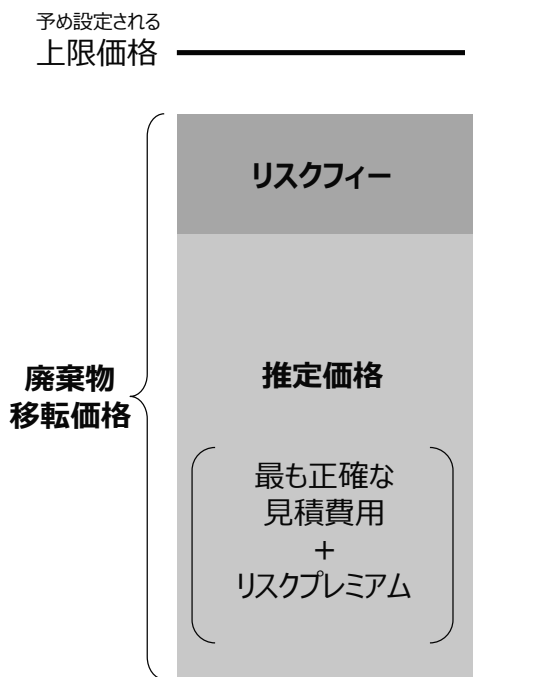 予め設定される
上限価格
リスクフィー
廃棄物
移転価格
推定価格
最も正確な
見積費用
+
リスクプレミアム